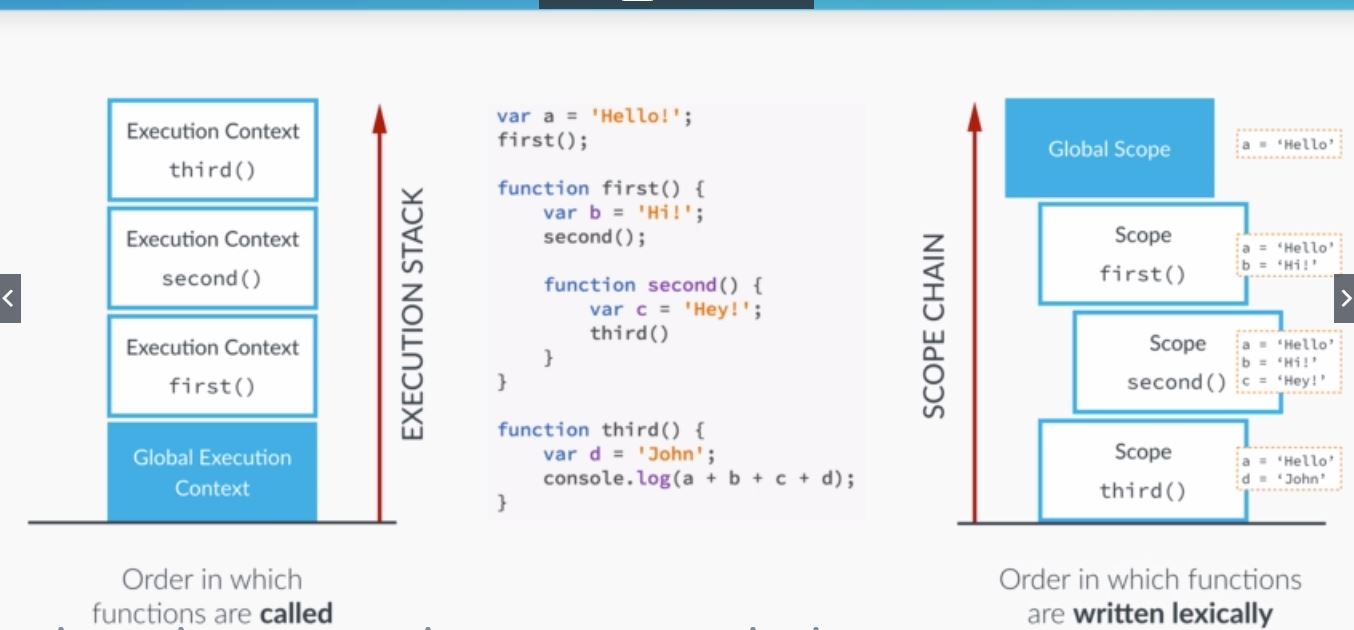 Execution Context
third()
Execution Context
second()
Execution Context
first()
Global Execution
Context
EXECUTION STACK
Order in which
functions are called
var a = 'Hello!';
first();
function first() {
var b = 'Hi!';
second();
function second() {
var c = 'Hey!';
third()
}
}
function third() {
var d = 'John';
console.log(a + b + c + d);
}
SCOPE CHAIN
Global Scope
a = ‘Hello’
Scope
first()
a = ‘Hello’
b = ‘Hi!’
Scope
second()
a = ‘Hello’
b = ‘Hi!’
c = ‘Hey!’
Scope
third()
a = ‘Hello’
d = ‘John’
Order in which functions
are written lexically